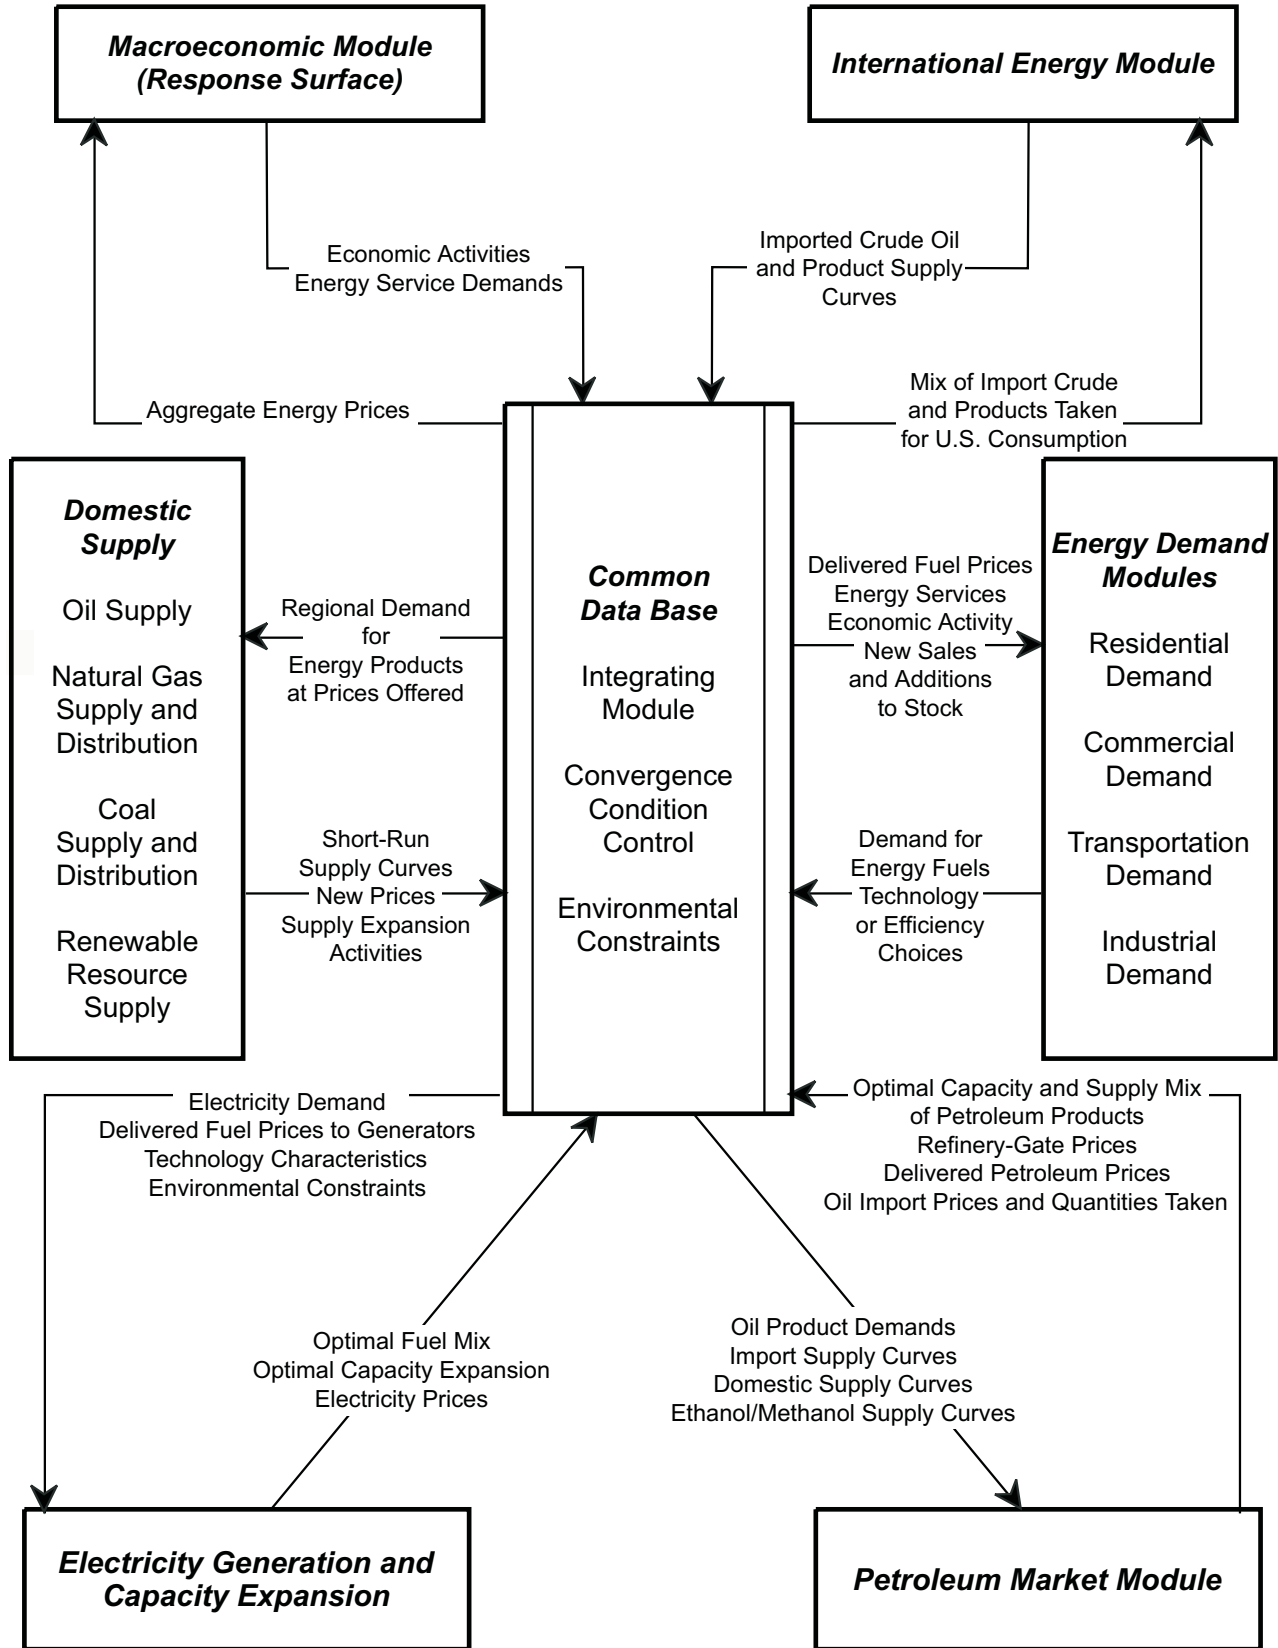 Macroeconomic Module
(Response Surface)
International Energy Module
Economic Activities
Energy Service Demands
Imported Crude Oil
and Product Supply
Curves
Aggregate Energy Prices
Mix of Import Crude
and Products Taken
for U.S. Consumption
Domestic
Supply
Oil Supply
Natural Gas
Supply and
Distribution
Coal
Supply and
Distribution
Renewable
Resource
Supply
Regional Demand
for
Energy Products
at Prices Offered
Short-Run
Supply Curves
New Prices
Supply Expansion
Activities
Common
Data Base
Integrating
Module
Convergence
Condition
Control
Environmental
Constraints
Delivered Fuel Prices
Energy Services
Economic Activity
New Sales
and Additions
to Stock
Demand for
Energy Fuels
Technology
or Efficiency
Choices
Energy Demand
Modules
Residential
Demand
Commercial
Demand
Transportation
Demand
Industrial
Demand
Electricity Demand
Delivered Fuel Prices to Generators
Technology Characteristics
Environmental Constraints
Optimal Capacity and Supply Mix
of Petroleum Products
Refinery-Gate Prices
Delivered Petroleum Prices
Oil Import Prices and Quantities Taken
Optimal Fuel Mix
Optimal Capacity Expansion
Electricity Prices
Oil Product Demands
Import Supply Curves
Domestic Supply Curves
Ethanol/Methanol Supply Curves
Electricity Generation and
Capacity Expansion
Petroleum Market Module